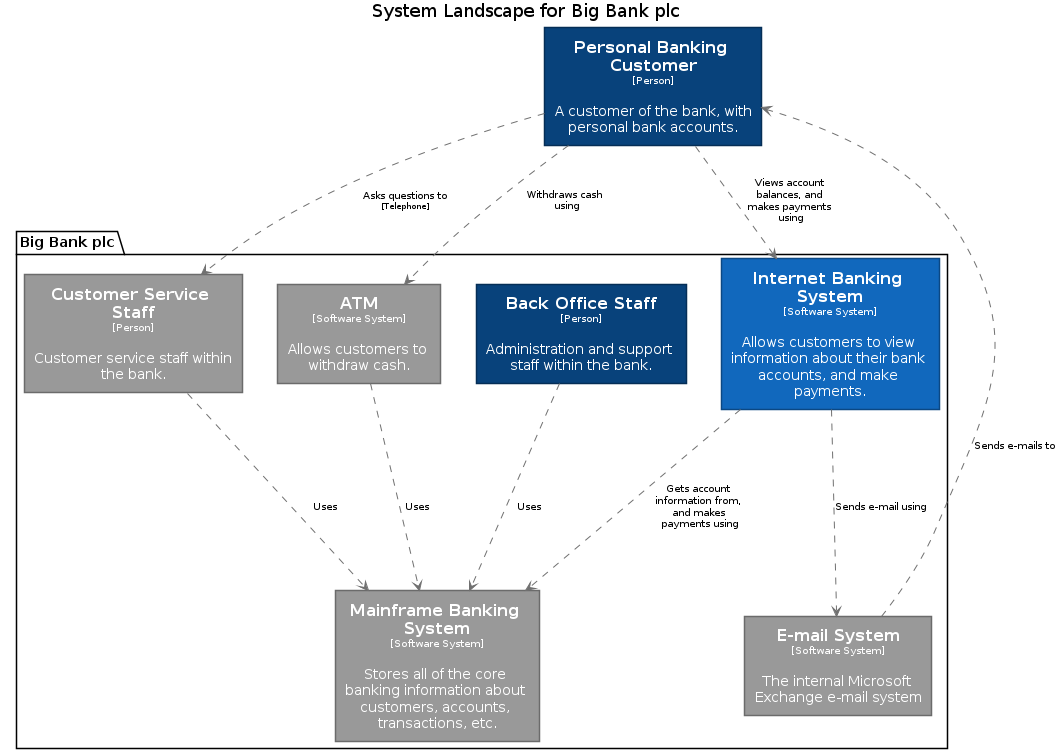 System Landscape for Big Bank plc
Personal Banking
Customer
[Person]
A customer of the bank, with
personal bank accounts.
Asks questions to
[Telephone]
Withdraws cash
using
Views account
balances, and
makes payments
using
Big Bank plc
Customer Service
Staff
[Person]
Customer service staff within
the bank.
ATM
[Software System]
Allows customers to
withdraw cash.
Back Office Staff
[Person]
Administration and support
staff within the bank.
Internet Banking
System
[Software System]
Allows customers to view
information about their bank
accounts, and make
payments.
Sends e-mails to
Uses
Uses
Uses
Gets account
information from,
and makes
payments using
Sends e-mail using
Mainframe Banking
System
[Software System]
Stores all of the core
banking information about
customers, accounts,
transactions, etc.
E-mail System
[Software System]
The internal Microsoft
Exchange e-mail system